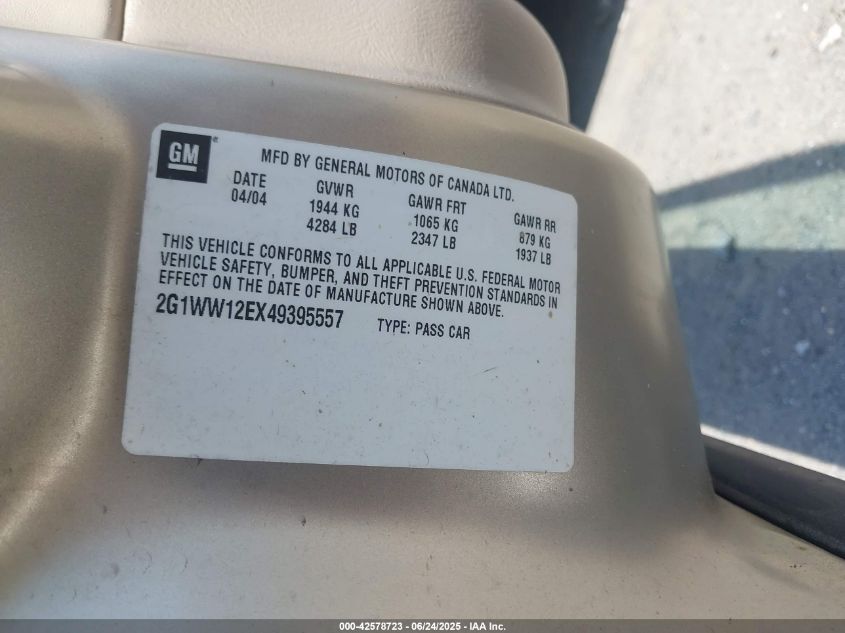 GM
MFD BY GENERAL MOTORS OF CANADA LTD.
DATE GVWR GAWR FRT GAWR RR
04/04 1944 KG 1065 KG 879 KG
4284 LB 2347 LB 1937 LB
THIS VEHICLE CONFORMS TO ALL APPLICABLE U.S. FEDERAL MOTOR
VEHICLE SAFETY, BUMPER, AND THEFT PREVENTION STANDARDS IN
EFFECT ON THE DATE OF MANUFACTURE SHOWN ABOVE.
2G1WW12EX49395557 TYPE: PASS CAR
000-42578723 - 06/24/2025 - IAA Inc.